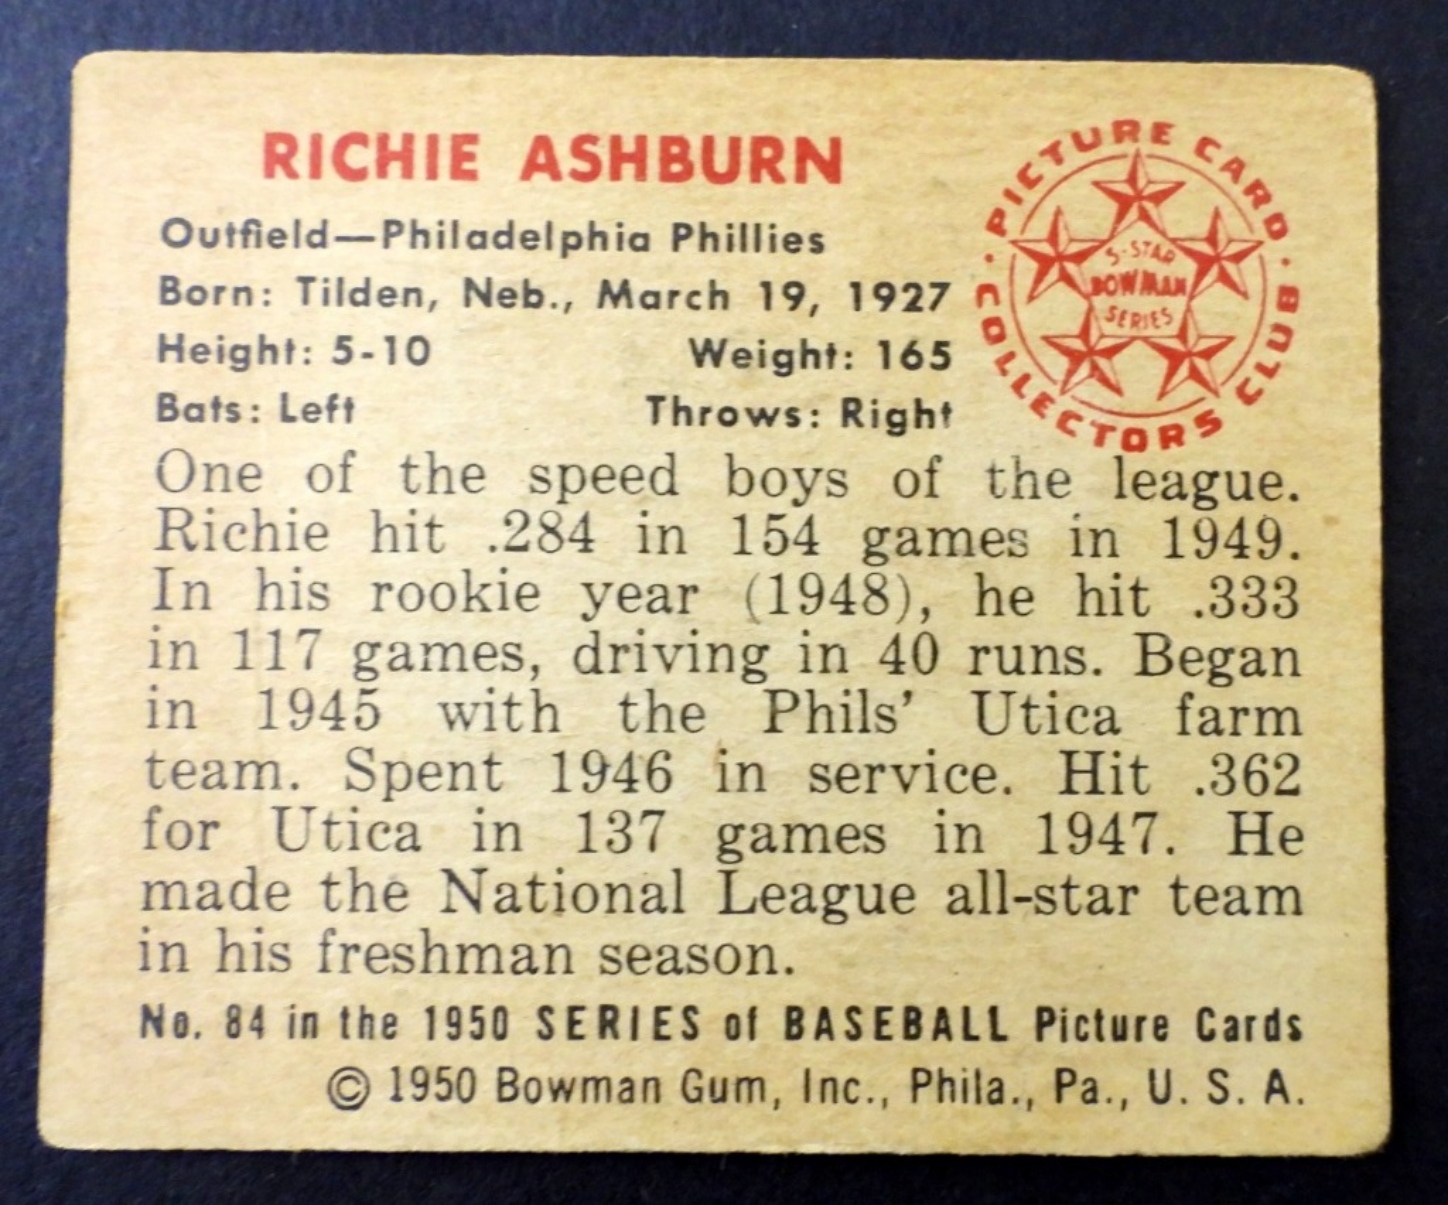 RICHIE ASHBURN
Outfield—Philadelphia Phillies
Born: Tilden, Neb., March 19, 1927
Height: 5-10 Weight: 165
Bats: Left Throws: Right
PICTURE CARD
COLLECTORS CLUB
5-STAR
BOWMAN
SERIES
One of the speed boys of the league.
Richie hit .284 in 154 games in 1949.
In his rookie year (1948), he hit .333
in 117 games, driving in 40 runs. Began
in 1945 with the Phils' Utica farm
team. Spent 1946 in service. Hit .362
for Utica in 137 games in 1947. He
made the National League all-star team
in his freshman season.
No. 84 in the 1950 SERIES of BASEBALL Picture Cards
© 1950 Bowman Gum, Inc., Phila., Pa., U. S. A.